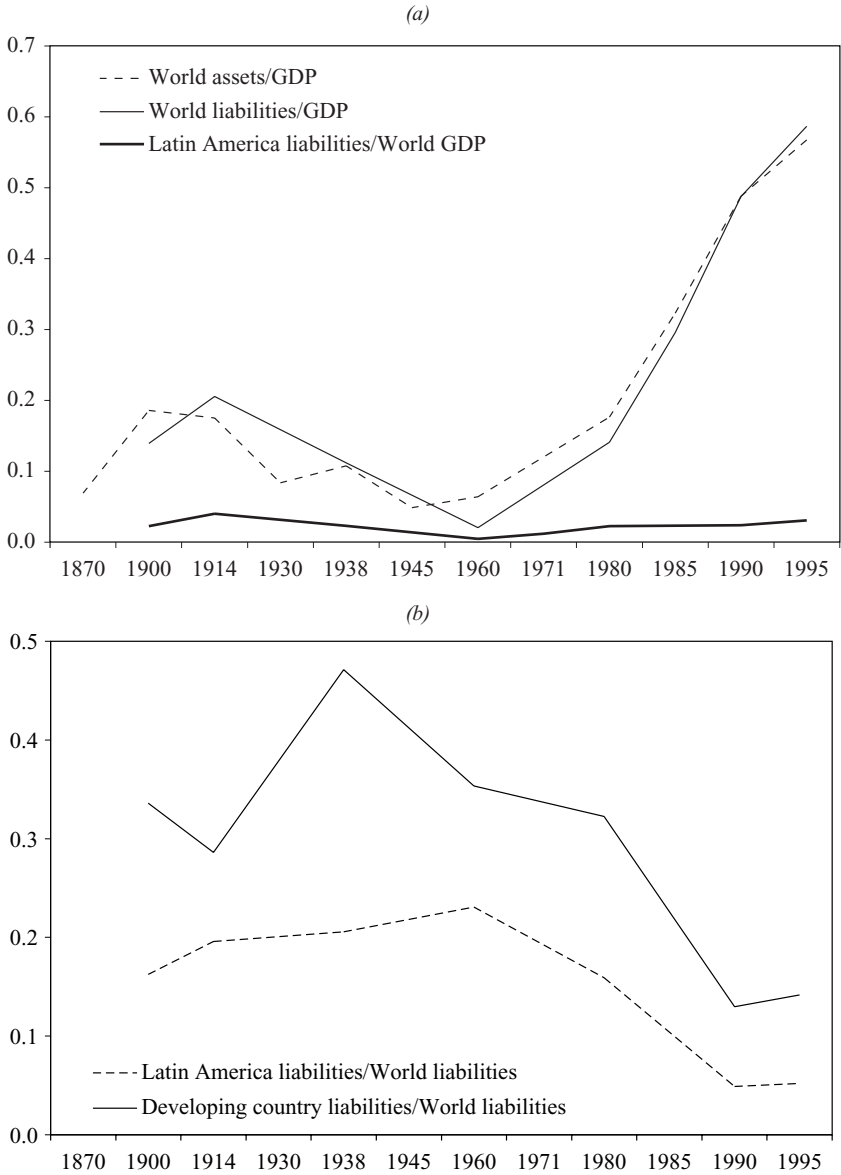 (a)
0.7
World assets/GDP
World liabilities/GDP
0.6
Latin America liabilities/World GDP
0.5
0.4
0.3
0.2
0.1
0.0
1870 1900 1914 1930 1938 1945 1960 1971 1980 1985 1990 1995
(b)
0.5
0.4
0.3
0.2
0.1
Latin America liabilities/World liabilities
Developing country liabilities/World liabilities
0.0
1870 1900 1914 1930 1938 1945 1960 1971 1980 1985 1990 1995